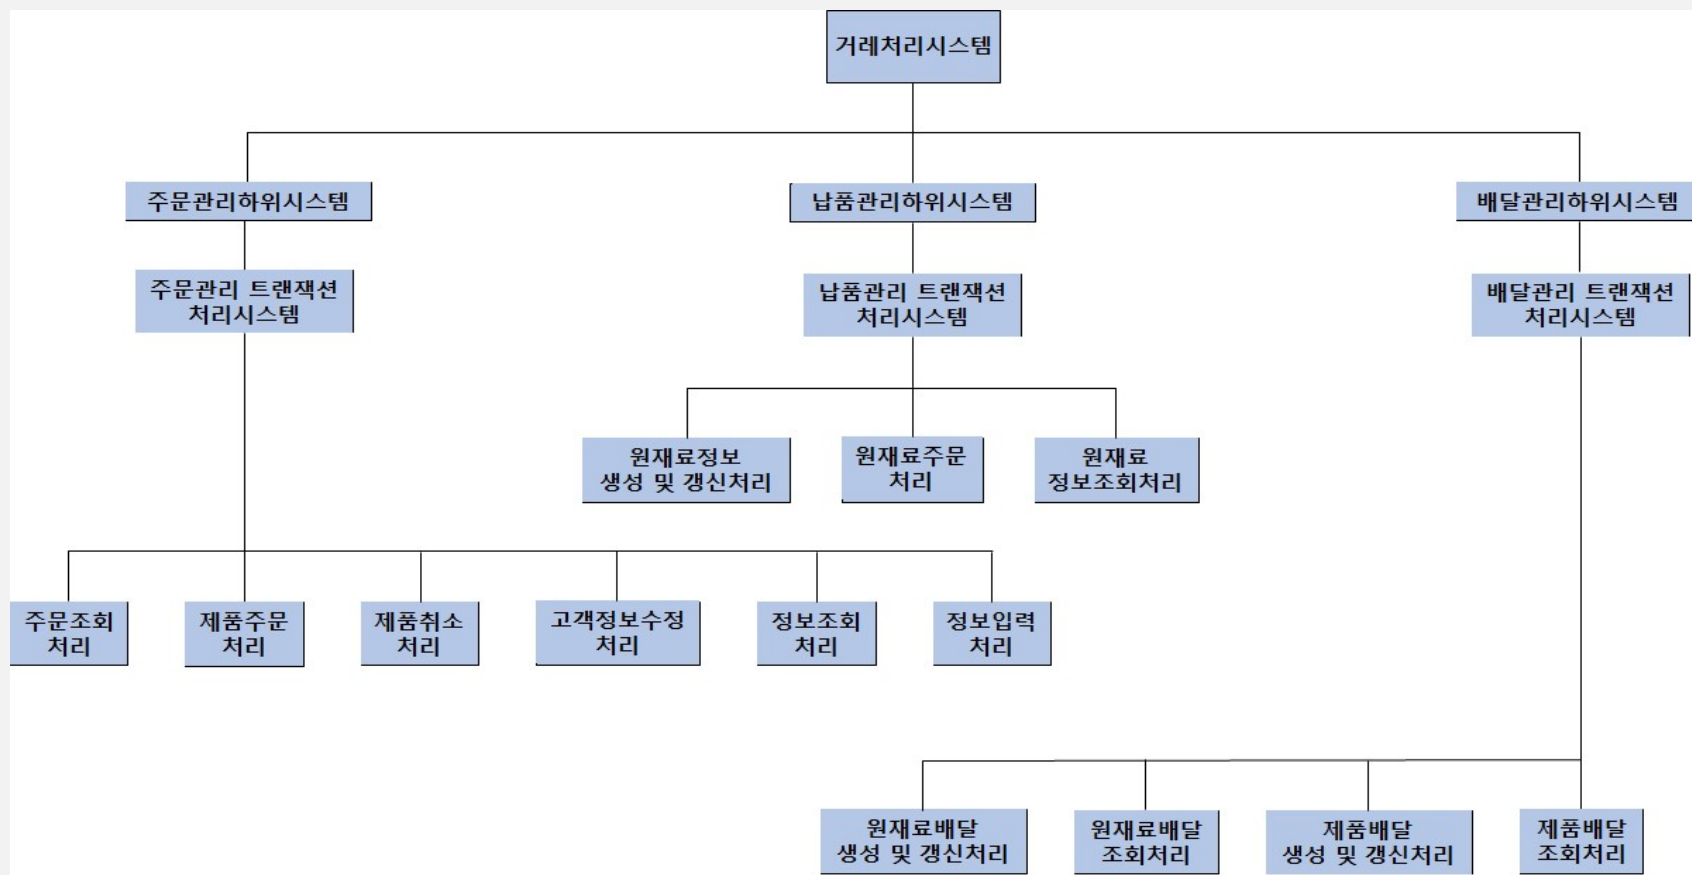 거레처리시스템
주문관리하위시스템
납품관리하위시스템
배달관리하위시스템
주문관리 트랜잭션
처리시스템
납품관리 트랜잭션
처리시스템
배달관리 트랜잭션
처리시스템
원재료정보
생성 및 갱신처리
원재료주문
처리
원재료
정보조회처리
주문조회
처리
제품주문
처리
제품취소
처리
고객정보수정
처리
정보조회
처리
정보입력
처리
원재료배달
생성 및 갱신처리
원재료배달
조회처리
제품배달
생성 및 갱신처리
제품배달
조회처리